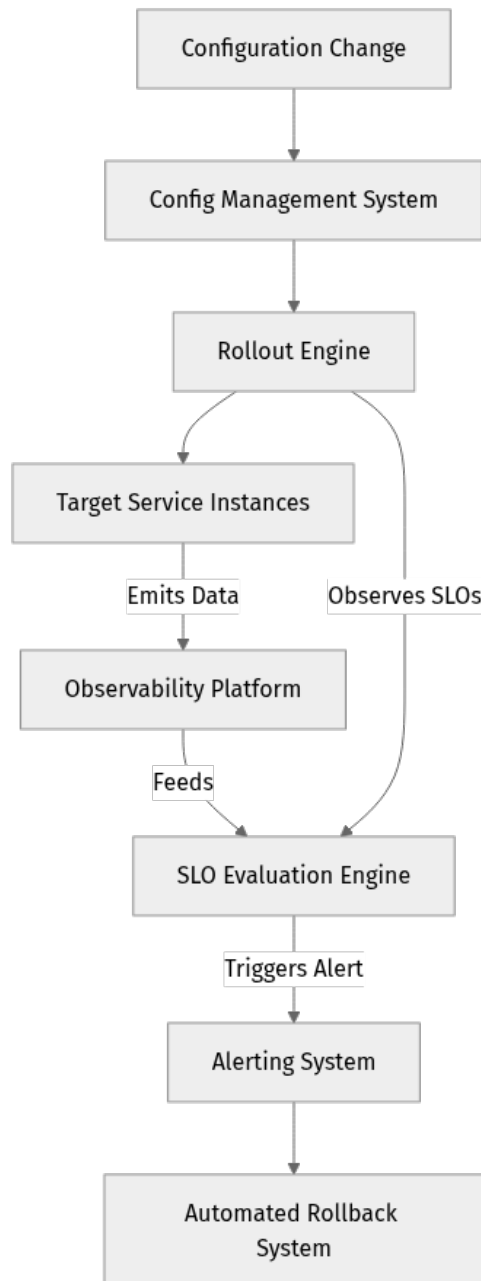 Configuration Change
Config Management System
Rollout Engine
Target Service Instances
Emits Data
Observes SLOs
Observability Platform
Feeds
SLO Evaluation Engine
Triggers Alert
Alerting System
Automated Rollback
System